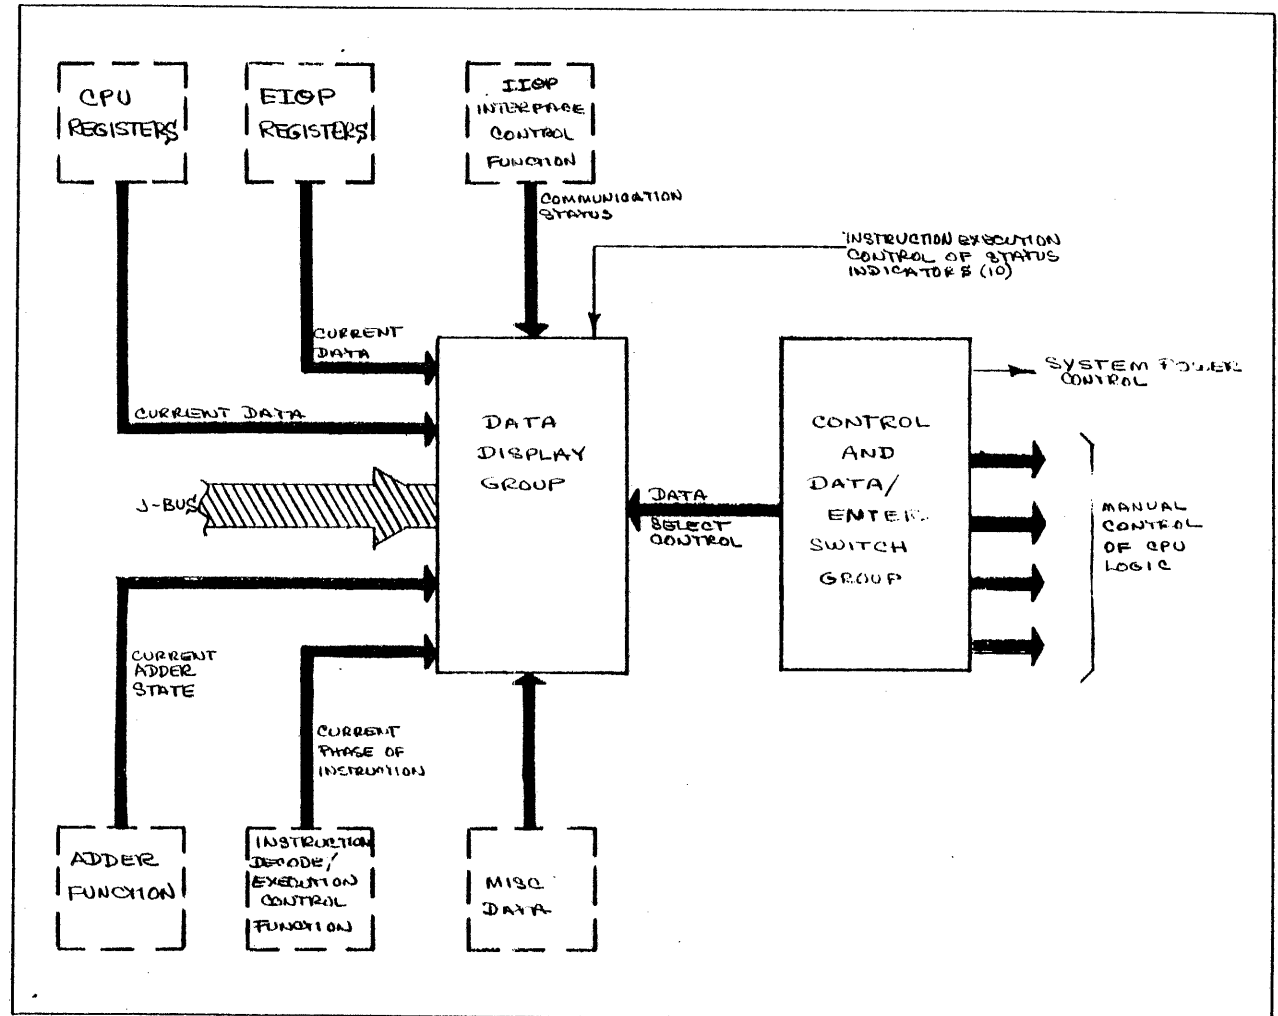 CPU
REGISTERS
EIOP
REGISTERS
IIOP
INTERFACE
CONTROL
FUNCTION
COMMUNICATION
STATUS
INSTRUCTION EXECUTION
CONTROL OF STATUS
INDICATORS (10)
CURRENT
DATA
CURRENT DATA
SYSTEM POWER
CONTROL
DATA
DISPLAY
GROUP
CONTROL
AND
DATA/
ENTER
SWITCH
GROUP
J-BUS
DATA
SELECT
CONTROL
MANUAL
CONTROL
OF CPU
LOGIC
CURRENT
ADDER
STATE
CURRENT
PHASE OF
INSTRUCTION
ADDER
FUNCTION
INSTRUCTION
DECODE/
EXECUTION
CONTROL
FUNCTION
MISC
DATA